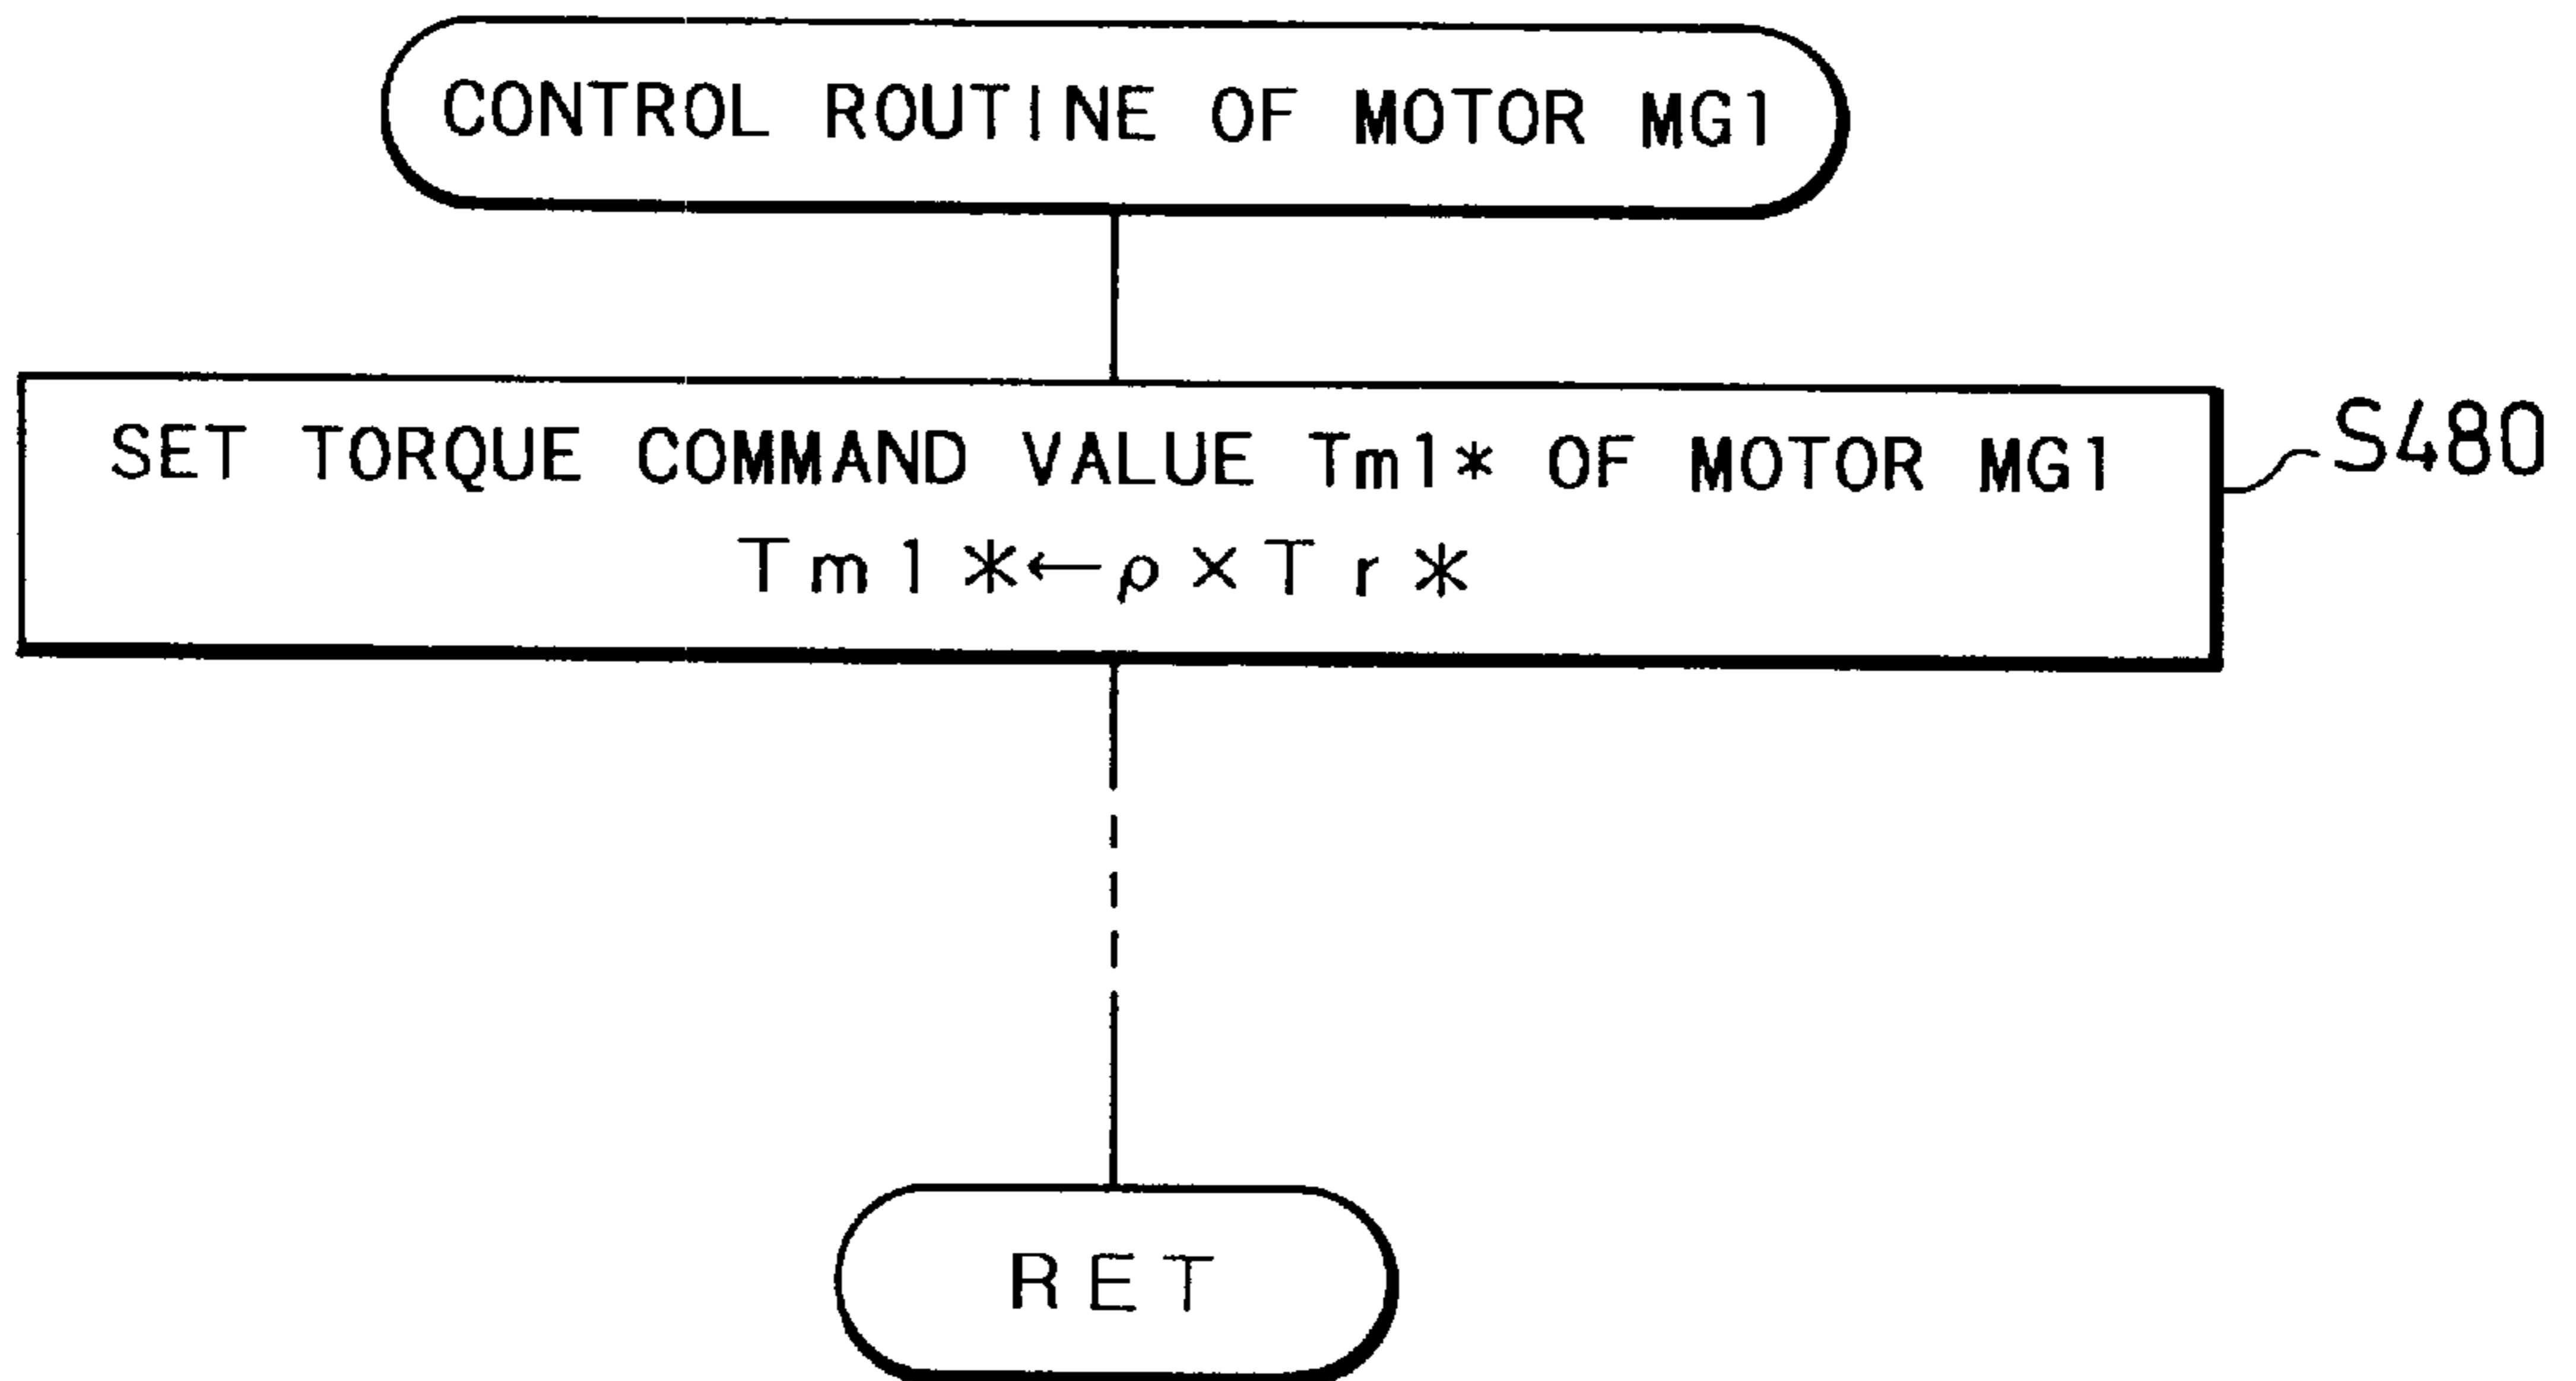 CONTROL ROUTINE OF MOTOR MG1
SET TORQUE COMMAND VALUE Tm1* OF MOTOR MG1
Tm1*←ρ×Tr*
S480
RET